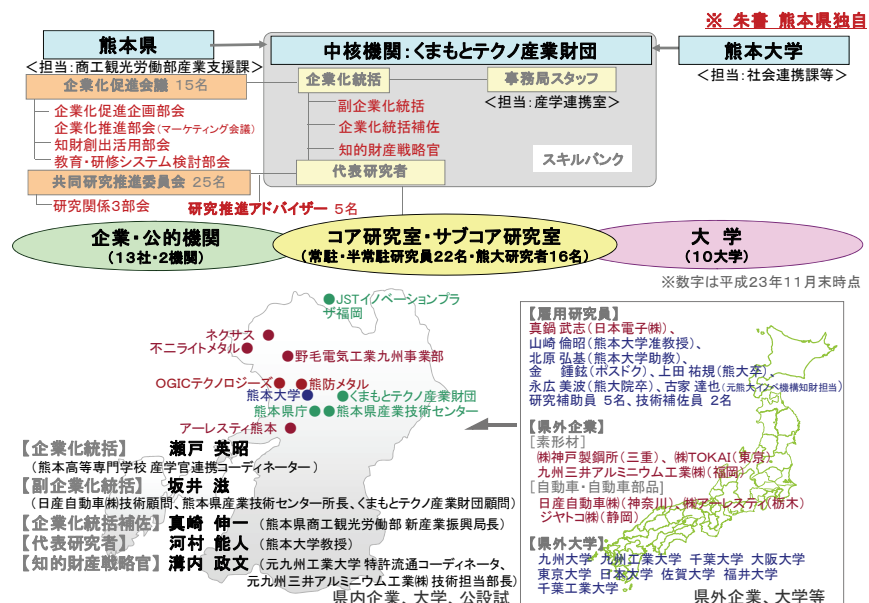 ※ 朱書 熊本県独自
熊本県
中核機関：くまもとテクノ産業財団
熊本大学
＜担当：商工観光労働部産業支援課＞
＜担当：社会連携課等＞
企業化促進会議 15名
企業化統括
事務局スタッフ
＜担当：産学連携室＞
企業化促進企画部会
企業化推進部会（マーケティング会議）
知財創出活用部会
教育・研修システム検討部会
副企業化統括
企業化統括補佐
知的財産戦略官
スキルバンク
共同研究推進委員会 25名
代表研究者
研究関係３部会
研究推進アドバイザー 5名
企業・公的機関
（13社・2機関）
コア研究室・サブコア研究室
（常駐・半常駐研究員22名・熊大研究者16名）
大 学
（10大学）
※数字は平成23年11月末時点
JSTイノベーションプラ
ザ福岡
ネクサス
不二ライトメタル
野毛電気工業九州事業部
OGICテクノロジーズ
熊防メタル
熊本大学
くまもとテクノ産業財団
熊本県庁
熊本県産業技術センター
アーレスティ熊本
【企業化統括】 瀬戸 英昭
（熊本高等専門学校 産学官連携コーディネーター）
【副企業化統括】 坂井 滋
（日産自動車㈱技術顧問、熊本県産業技術センター所長、くまもとテクノ産業財団顧問）
【企業化統括補佐】 真崎 伸一 （熊本県商工観光労働部 新産業振興局長）
【代表研究者】 河村 能人 （熊本大学教授）
【知的財産戦略官】 溝内 政文 （元九州工業大学 特許流通コーディネータ、
元九州三井アルミニウム工業㈱ 技術担当部長）
県内企業、大学、公設試
【雇用研究員】
真鍋 武志（日本電子㈱）、
山崎 倫昭（熊本大学准教授）、
北原 弘基（熊本大学助教）、
金 鍾鉉（ポスドク）、上田 祐規（熊大卒）、
永広 美波（熊大院卒）、古家 達也（元熊大イノベ機構知財担当）
研究補助員 5名、技術補佐員 2名
【県外企業】
[素形材]
㈱神戸製鋼所（三重）、㈱TOKAI（東京）
九州三井アルミニウム工業㈱（福岡）
[自動車・自動車部品]
日産自動車㈱（神奈川）、㈱アーレスティ（栃木）
ジヤトコ㈱（静岡）
【県外大学】
九州大学 九州工業大学 千葉大学 大阪大学
東京大学 日本大学 佐賀大学 福井大学
千葉工業大学
県外企業、大学等